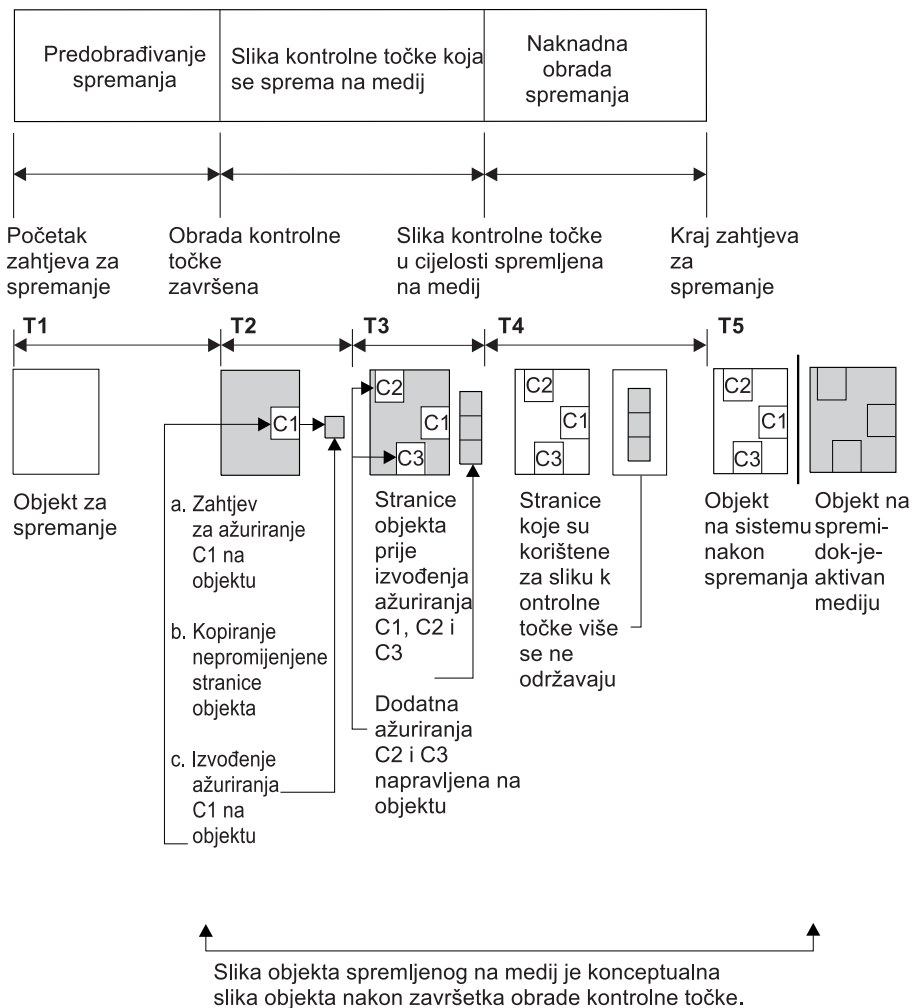 Predobrađivanje
spremanja
Slika kontrolne točke koja
se sprema na medij
Naknadna
obrada
spremanja
Početak
zahtjeva za
spremanje
Obrada kontrolne
točke
završena
Slika kontrolne točke
u cijelosti spremljena
na medij
Kraj zahtjeva
za
spremanje
T1
T2
T3
T4
T5
C1
C2
C1
C3
C2
C1
C3
C2
C1
C3
Objekt za
spremanje
a. Zahtjev
za ažuriranje
C1 na
objektu
b. Kopiranje
nepromijenjene
stranice
objekta
c. Izvođenje
ažuriranja
C1 na
objektu
Stranice
objekta
prije
izvođenja
ažuriranja
C1, C2 i
C3
Dodatna
ažuriranja
C2 i C3
napravljena na
objektu
Stranice
koje su
korištene
za sliku k
ontrolne
točke više
se ne
održavaju
Objekt
na sistemu
nakon
spremanja
Objekt na
spremi-
dok-je-
aktivan
mediju
Slika objekta spremljenog na medij je konceptualna
slika objekta nakon završetka obrade kontrolne točke.